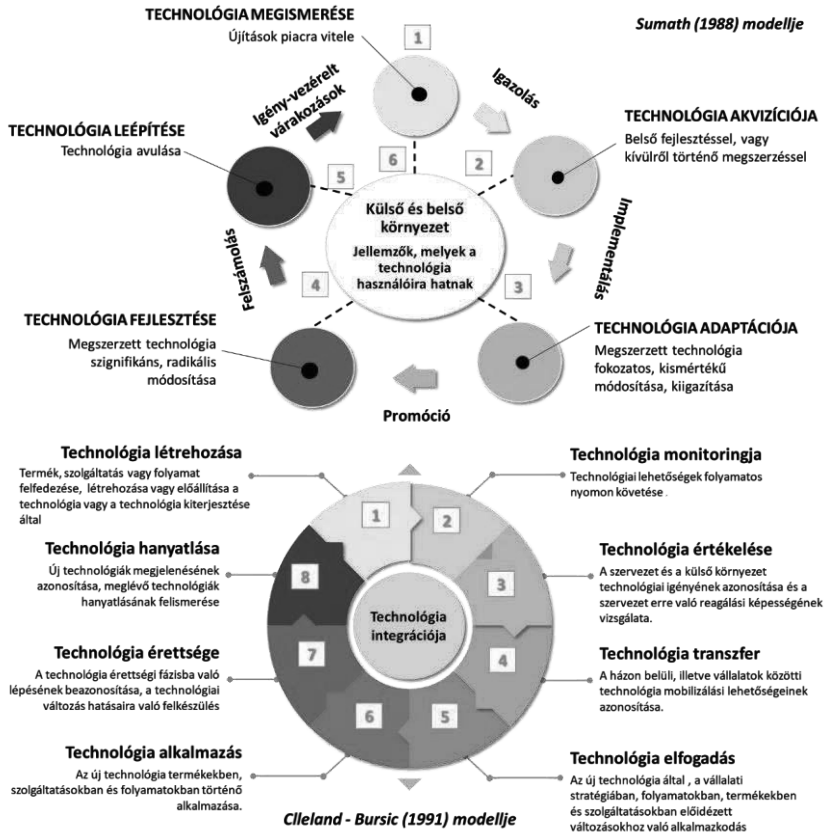 TECHNOLÓGIA MEGISMERÉSE
Újítások piacra vitele
Sumath (1988) modellje
1
Igény-vezérelt
várakozások
Igazolás
TECHNOLÓGIA LEÉPÍTÉSE
Technológia avulása
TECHNOLÓGIA AKVIZÍCIÓJA
Belső fejlesztéssel, vagy
kívülről történő megszerzéssel
5
6
2
Külső és belső
környezet
Jellemzők, melyek a
technológia
használóira hatnak
Implementálás
Felszámolás
4
3
TECHNOLÓGIA FEJLESZTÉSE
Megszerzett technológia
szignifikáns, radikális
módosítása
TECHNOLÓGIA ADAPTÁCIÓJA
Megszerzett technológia
fokozatos, kismértékű
módosítása, kiigazítása
Promóció
Technológia létrehozása
Termék, szolgáltatás vagy folyamat
felfedezése, létrehozása vagy előállítása a
technológia vagy a technológia kiterjesztése
által
Technológia monitoringja
Technológiai lehetőségek folyamatos
nyomon követése .
1
2
Technológia hanyatlása
Új technológiák megjelenésének
azonosítása, meglévő technológiák
hanyatlásának felismerése
8
3
Technológia értékelése
A szervezet és a külső környezet
technológiai igényének azonosítása és a
szervezet erre való reagálási képességének
vizsgálata.
Technológia
integrációja
Technológia érettsége
A technológia érettségi fázisba való
lépésének beazonosítása, a technológiai
változás hatásaira való felkészülés
7
4
Technológia transzfer
A házon belüli, illetve vállalatok közötti
technológia mobilizálási lehetőségeinek
azonosítása.
6
5
Technológia alkalmazás
Az új technológia termékekben,
szolgáltatásokban és folyamatokban történő
alkalmazása.
Technológia elfogadás
Az új technológia által , a vállalati
stratégiában, folyamatokban, termékekben
és szolgáltatásokban előidézett
változásokhoz való alkalmazkodás
Clleland - Bursic (1991) modellje